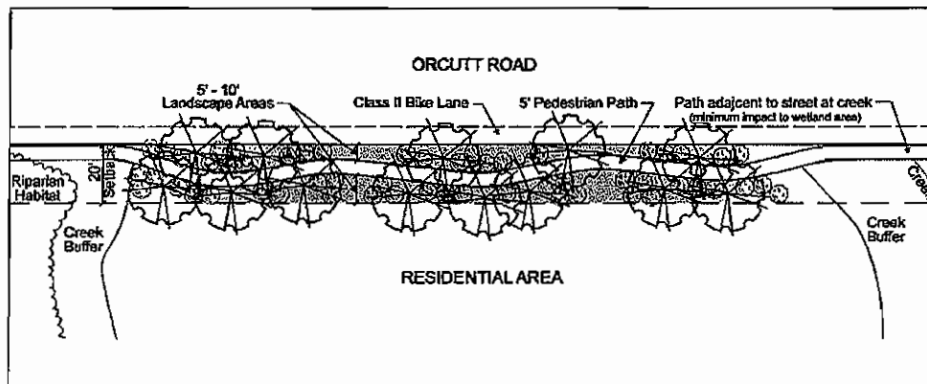 ORCUTT ROAD
5' - 10'
Landscape Areas
Class II Bike Lane
5' Pedestrian Path
Path adajcent to street at creek
(minimum impact to wetland area)
20'
Setback
Riparian
Habitat
Creek
Buffer
RESIDENTIAL AREA
Creek
Creek
Buffer